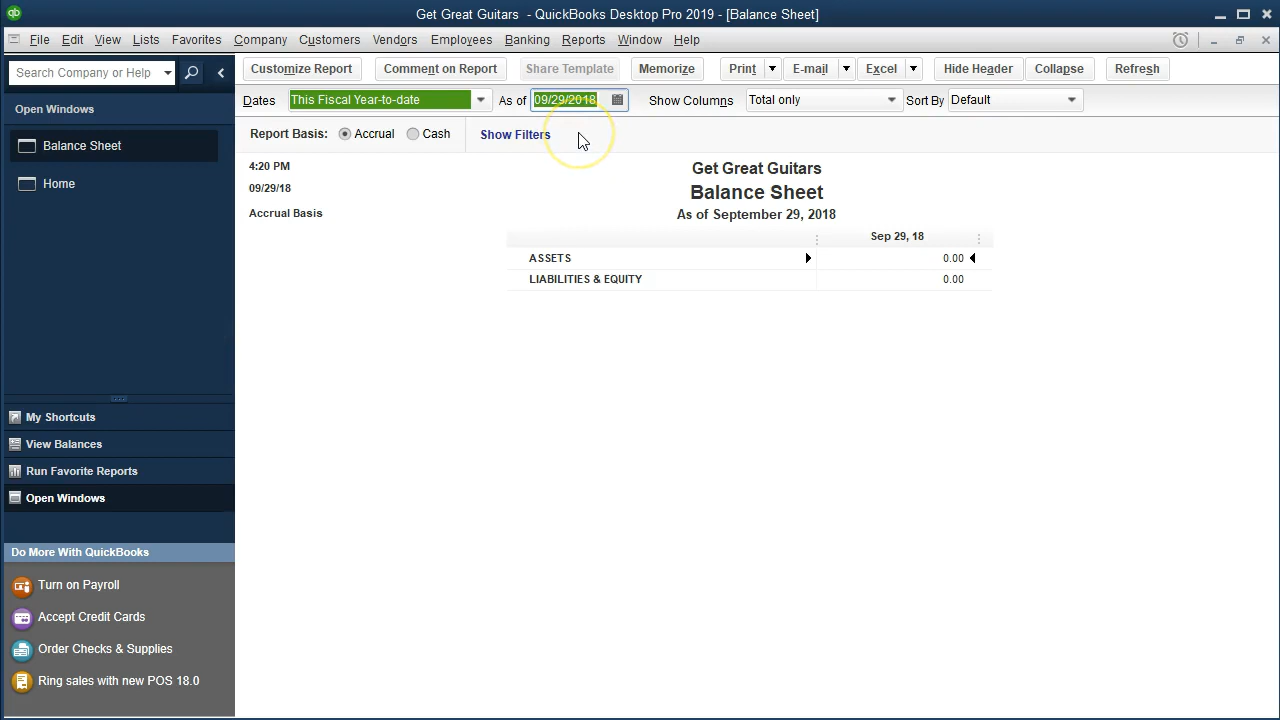 qb
Get Great Guitars - QuickBooks Desktop Pro 2019 - [Balance Sheet]
File Edit View Lists Favorites Company Customers Vendors Employees Banking Reports Window Help
Search Company or Help
Customize Report Comment on Report Share Template Memorize Print E-mail Excel Hide Header Collapse Refresh
Dates This Fiscal Year-to-date As of 09/29/2018 Show Columns Total only Sort By Default
Open Windows
Report Basis: Accrual Cash Show Filters
Balance Sheet
Home
4:20 PM
09/29/18
Accrual Basis
Get Great Guitars
Balance Sheet
As of September 29, 2018
Sep 29, 18
ASSETS 0.00
LIABILITIES & EQUITY 0.00
My Shortcuts
View Balances
Run Favorite Reports
Open Windows
Do More With QuickBooks
Turn on Payroll
Accept Credit Cards
Order Checks & Supplies
Ring sales with new POS 18.0